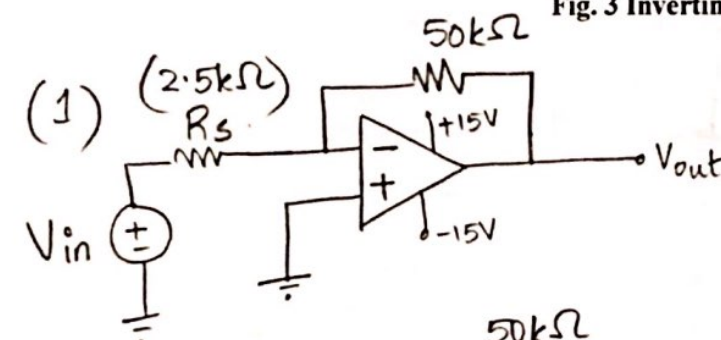 Fig. 3 Invertin
50kΩ
(1) (2.5kΩ)
Rs
+15V
-
+
Vout
-15V
Vin
+
-
50kΩ